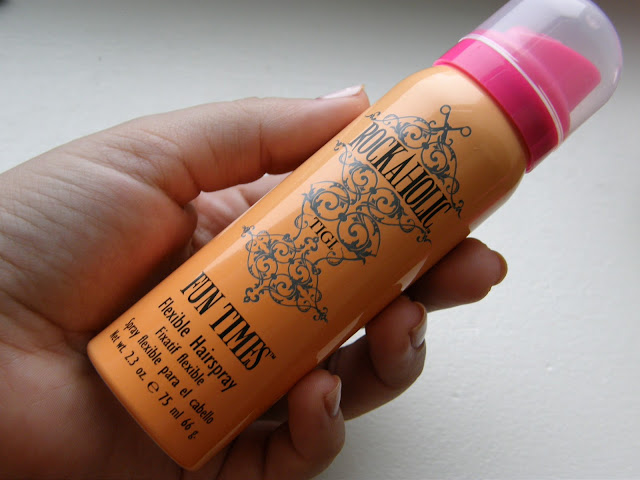 ROCKAHOLIC
TIGI
FUN TIMES™
Flexible Hairspray
Fixatif flexible
Spray flexible para el cabello
Net wt. 2.3 oz. ℮ 75 ml 66 g.